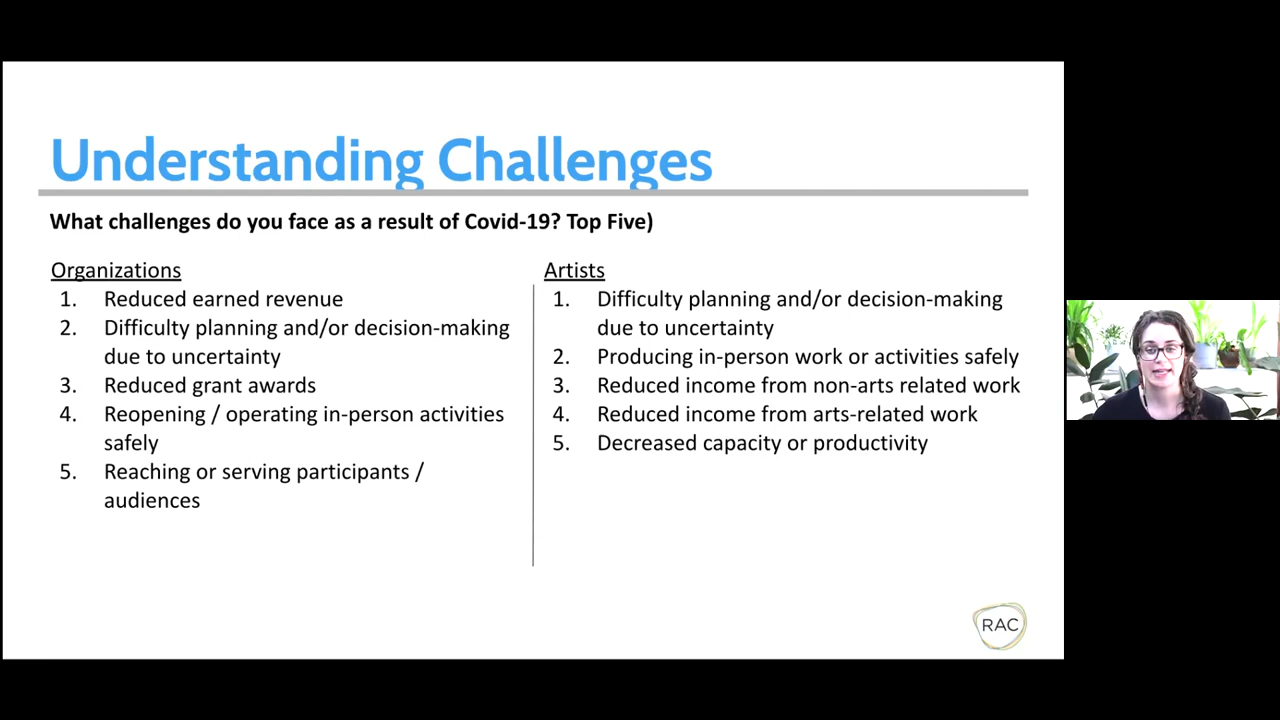 Understanding Challenges
What challenges do you face as a result of Covid-19? Top Five)
Organizations
1. Reduced earned revenue
2. Difficulty planning and/or decision-making
due to uncertainty
3. Reduced grant awards
4. Reopening / operating in-person activities
safely
5. Reaching or serving participants /
audiences
Artists
1. Difficulty planning and/or decision-making
due to uncertainty
2. Producing in-person work or activities safely
3. Reduced income from non-arts related work
4. Reduced income from arts-related work
5. Decreased capacity or productivity
RAC